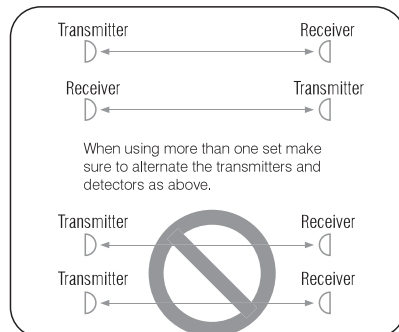 Transmitter Receiver
Receiver Transmitter
When using more than one set make
sure to alternate the transmitters and
detectors as above.
Transmitter Receiver
Transmitter Receiver